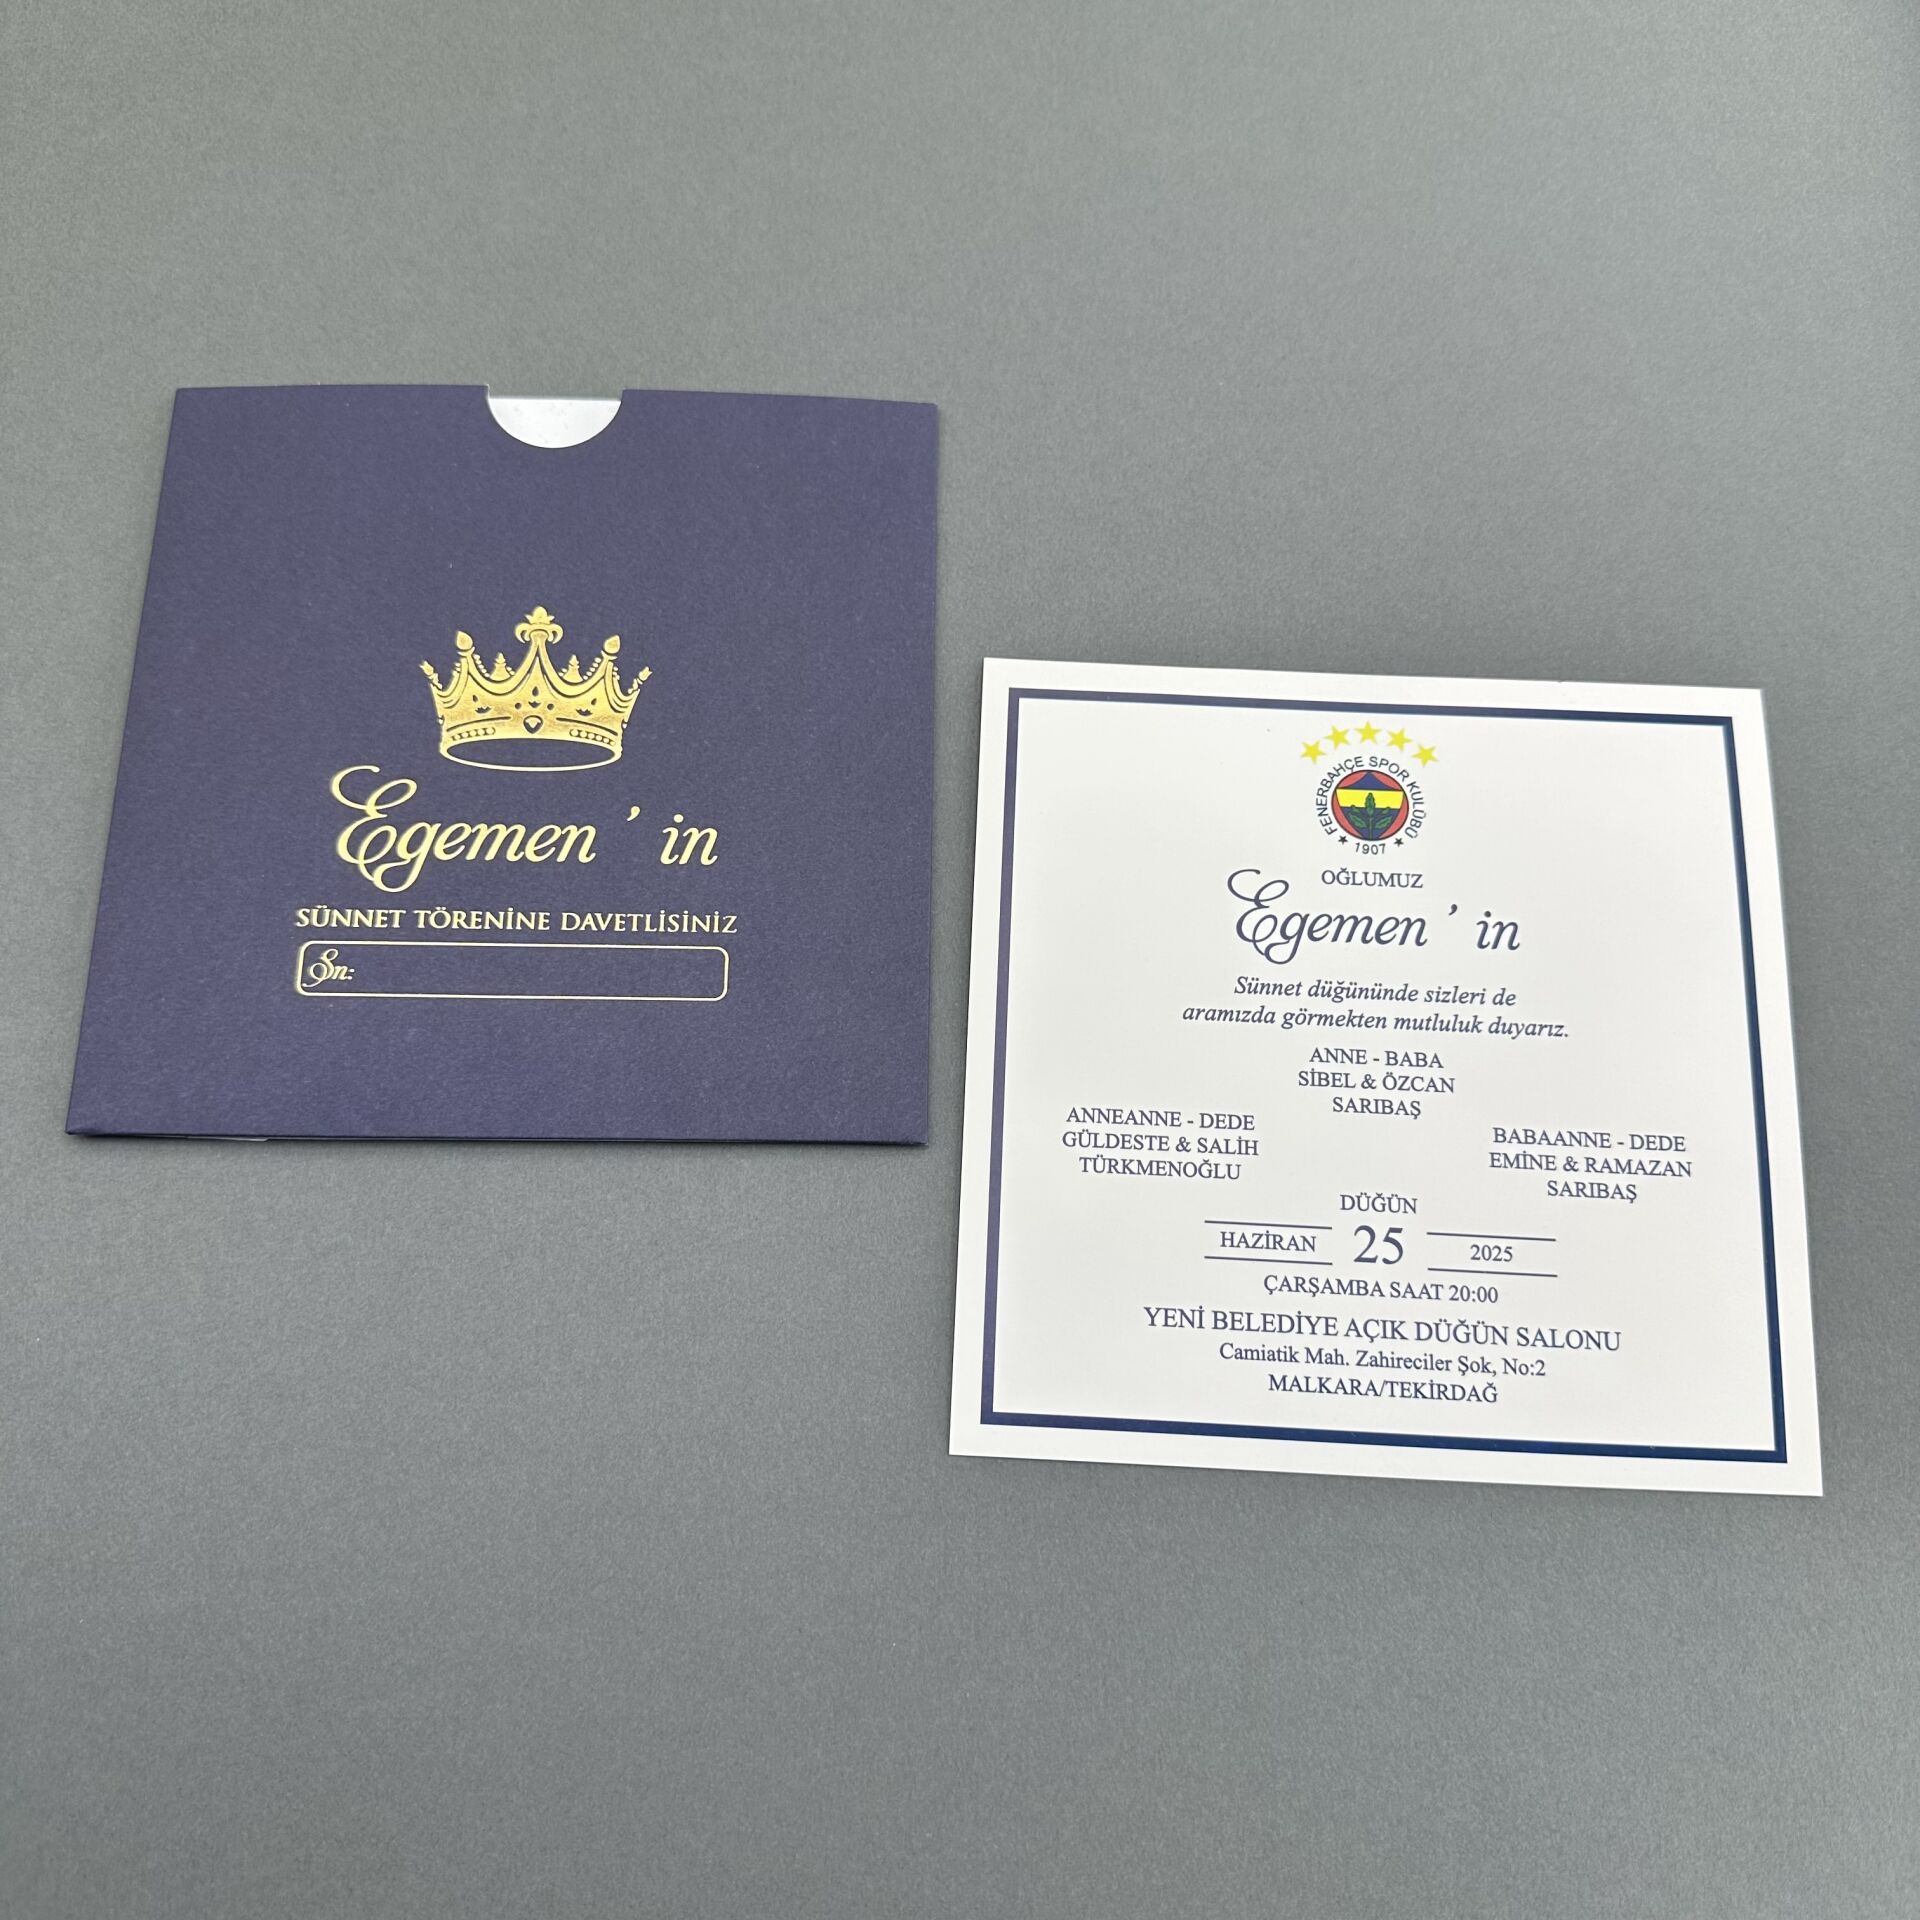 Egemen ' in
SÜNNET TÖRENİNE DAVETLİSİNİZ
Sn:
FENERBAHÇE SPOR KULÜBÜ
1907
OĞLUMUZ
Egemen ' in
Sünnet düğününde sizleri de
aramızda görmekten mutluluk duyarız.
ANNE - BABA
SİBEL & ÖZCAN
SARIBAŞ
ANNEANNE - DEDE
GÜLDESTE & SALİH
TÜRKMENOĞLU
BABAANNE - DEDE
EMİNE & RAMAZAN
SARIBAŞ
DÜĞÜN
HAZİRAN 25 2025
ÇARŞAMBA SAAT 20:00
YENİ BELEDİYE AÇIK DÜĞÜN SALONU
Camiatik Mah. Zahireciler Şok, No:2
MALKARA/TEKİRDAĞ